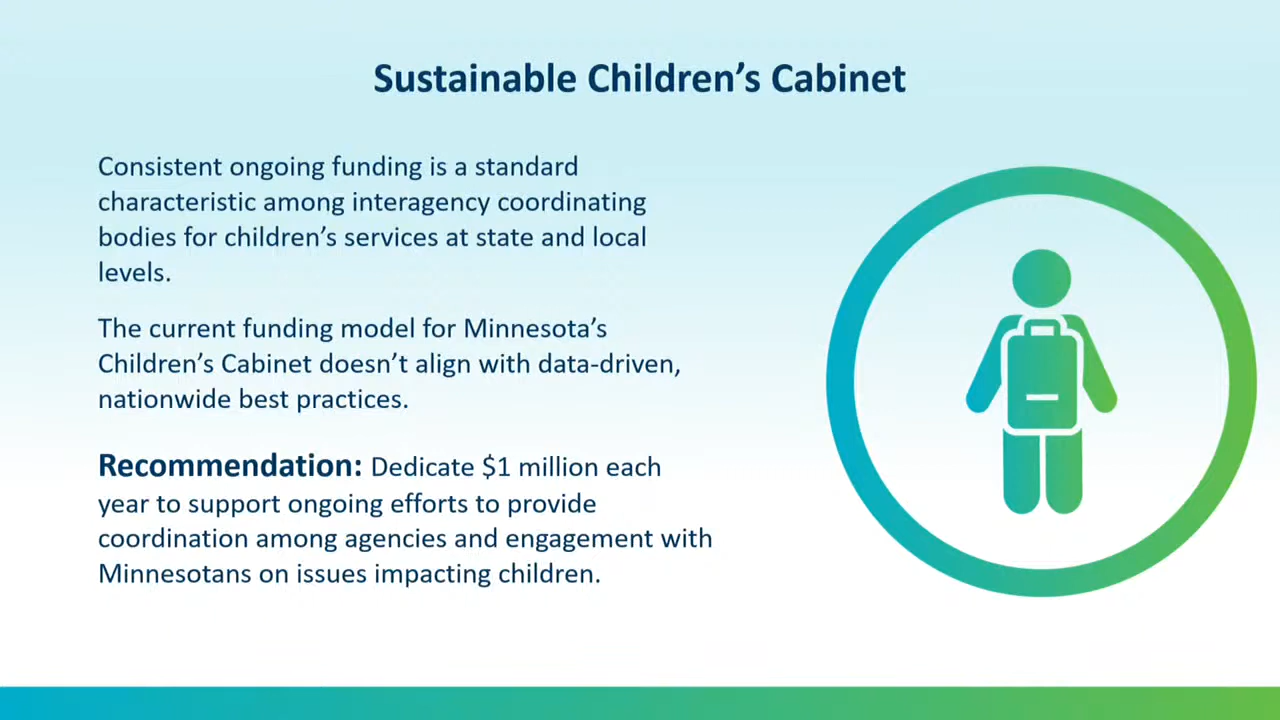 Sustainable Children’s Cabinet
Consistent ongoing funding is a standard
characteristic among interagency coordinating
bodies for children’s services at state and local
levels.
The current funding model for Minnesota’s
Children’s Cabinet doesn’t align with data-driven,
nationwide best practices.
Recommendation: Dedicate $1 million each
year to support ongoing efforts to provide
coordination among agencies and engagement with
Minnesotans on issues impacting children.